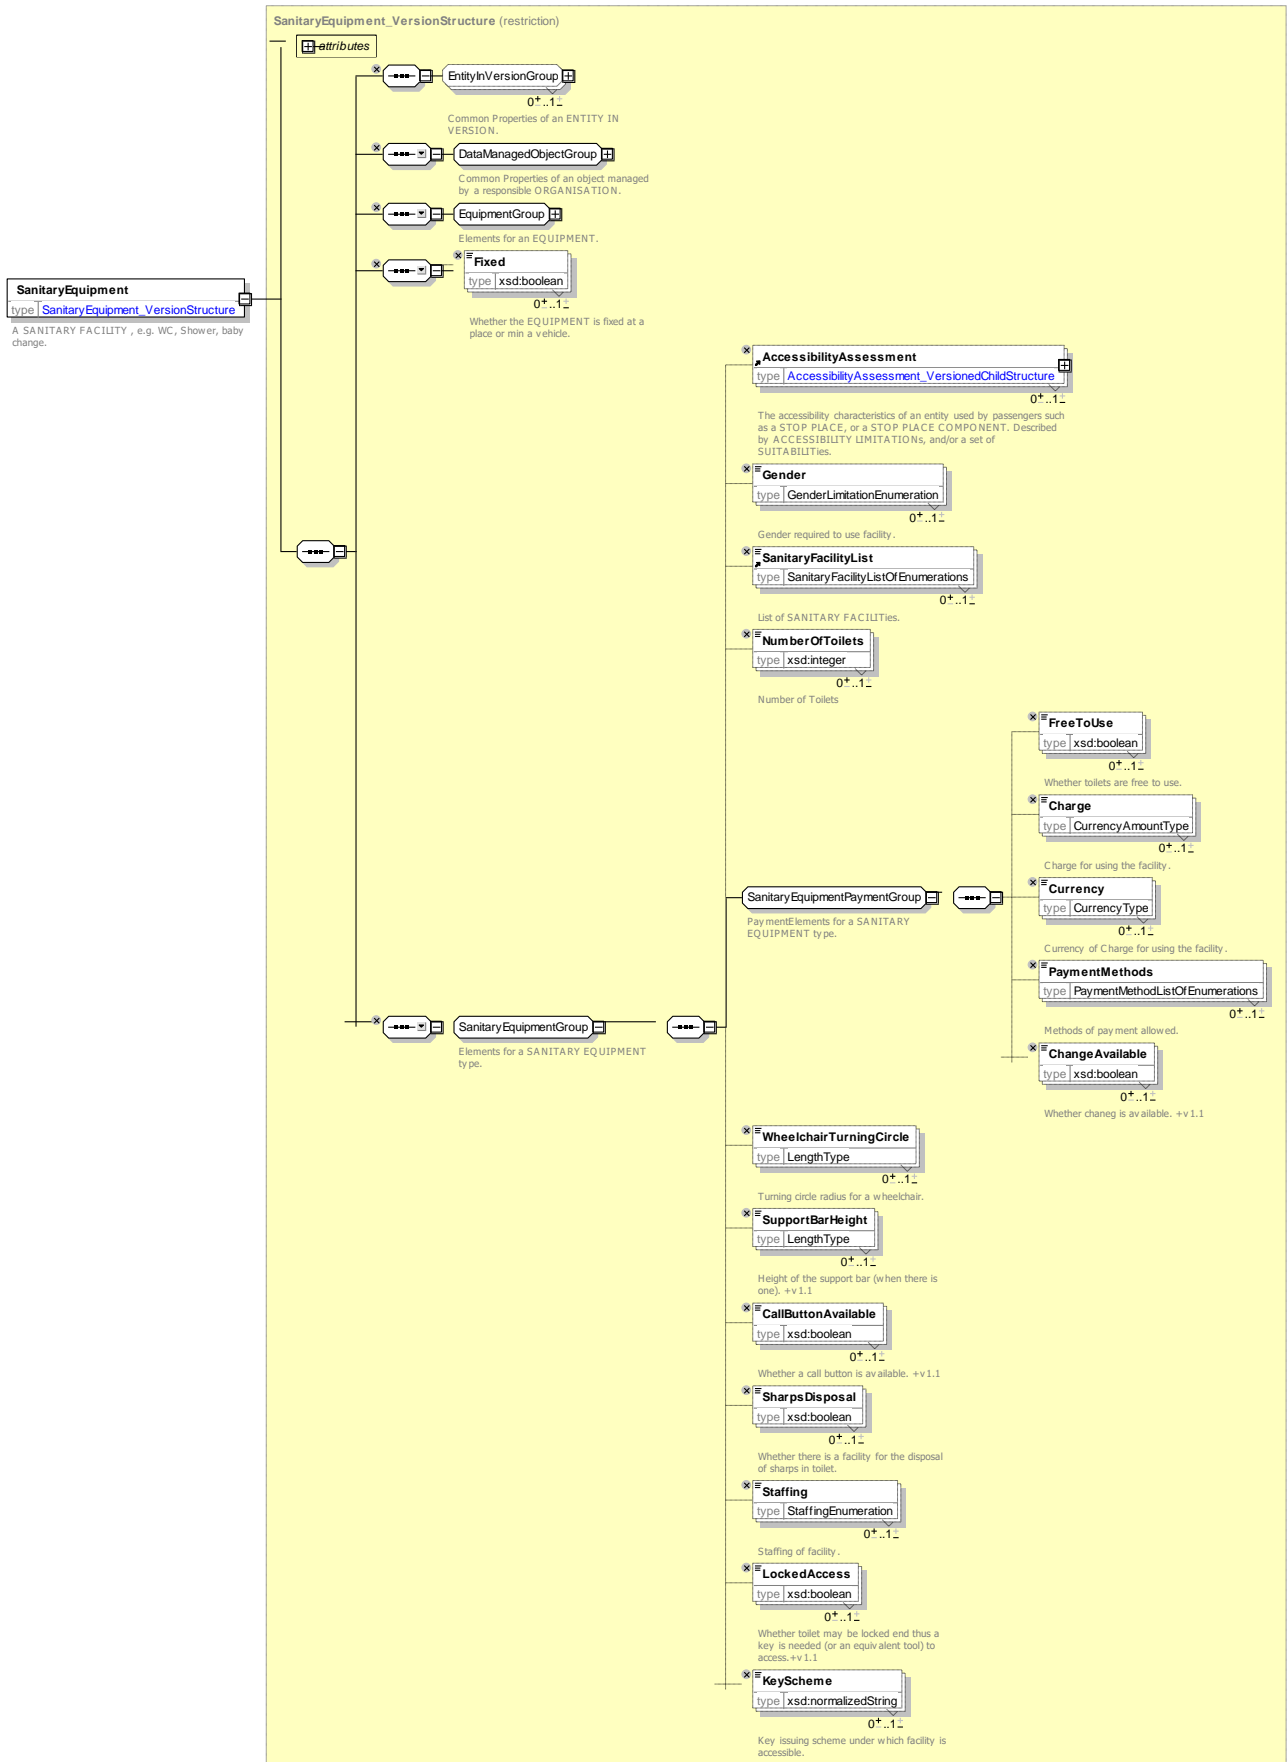 SanitaryEquipment_VersionStructure (restriction)
attributes
EntityInVersionGroup
0..1
Common Properties of an ENTITY IN
VERSION.
DataManagedObjectGroup
Common Properties of an object managed
by a responsible ORGANISATION.
EquipmentGroup
Elements for an EQUIPMENT.
Fixed
type xsd:boolean
0..1
Whether the EQUIPMENT is fixed at a
place or min a vehicle.
SanitaryEquipment
type SanitaryEquipment_VersionStructure
A SANITARY FACILITY , e.g. WC, Shower, baby
change.
AccessibilityAssessment
type AccessibilityAssessment_VersionedChildStructure
0..1
The accessibility characteristics of an entity used by passengers such
as a STOP PLACE, or a STOP PLACE COMPONENT. Described
by ACCESSIBILITY LIMITATIONs, and/or a set of
SUITABILITies.
Gender
type GenderLimitationEnumeration
0..1
Gender required to use facility.
SanitaryFacilityList
type SanitaryFacilityListOfEnumerations
0..1
List of SANITARY FACILITies.
NumberOfToilets
type xsd:integer
0..1
Number of Toilets
FreeToUse
type xsd:boolean
0..1
Whether toilets are free to use.
Charge
type CurrencyAmountType
0..1
Charge for using the facility.
SanitaryEquipmentPaymentGroup
PaymentElements for a SANITARY
EQUIPMENT type.
Currency
type CurrencyType
0..1
Currency of Charge for using the facility.
PaymentMethods
type PaymentMethodListOfEnumerations
0..1
Methods of payment allowed.
ChangeAvailable
type xsd:boolean
0..1
Whether chaneg is available. +v1.1
SanitaryEquipmentGroup
Elements for a SANITARY EQUIPMENT
type.
WheelchairTurningCircle
type LengthType
0..1
Turning circle radius for a wheelchair.
SupportBarHeight
type LengthType
0..1
Height of the support bar (when there is
one). +v1.1
CallButtonAvailable
type xsd:boolean
0..1
Whether a call button is available. +v1.1
SharpsDisposal
type xsd:boolean
0..1
Whether there is a facility for the disposal
of sharps in toilet.
Staffing
type StaffingEnumeration
0..1
Staffing of facility.
LockedAccess
type xsd:boolean
0..1
Whether toilet may be locked end thus a
key is needed (or an equivalent tool) to
access.+v1.1
KeyScheme
type xsd:normalizedString
0..1
Key issuing scheme under which facility is
accessible.